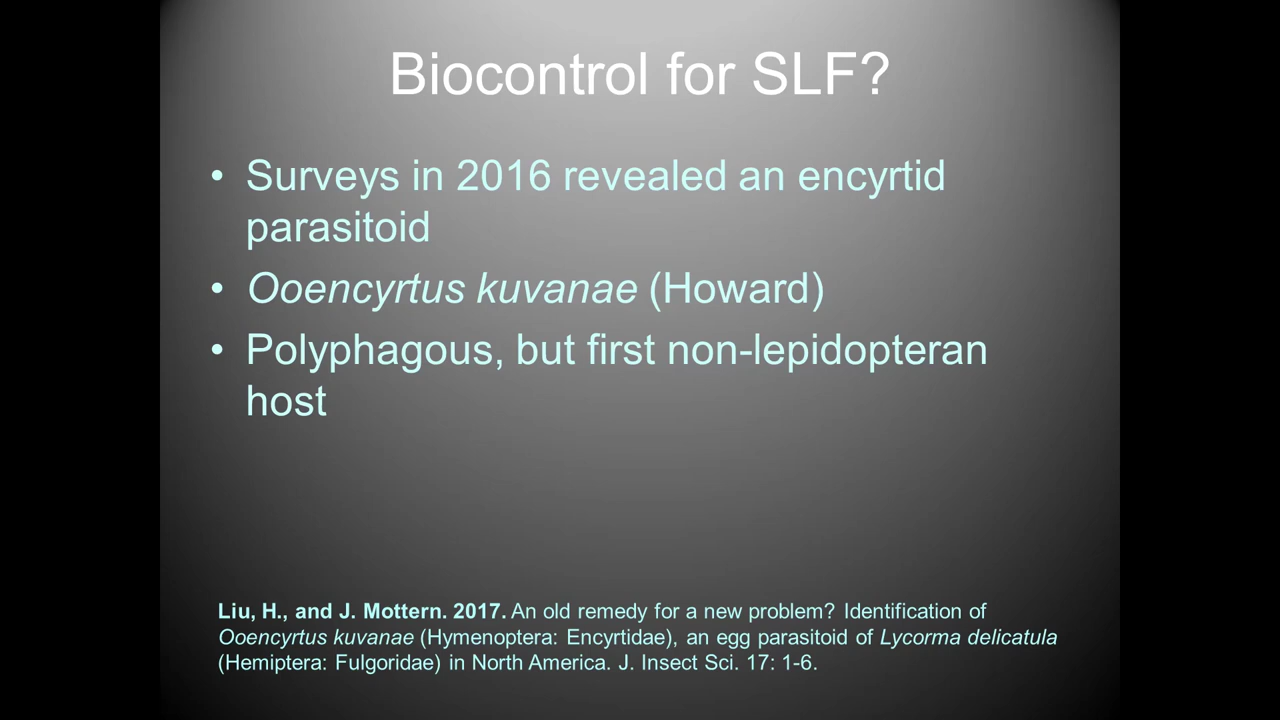 Biocontrol for SLF?
• Surveys in 2016 revealed an encyrtid
parasitoid
• Ooencyrtus kuvanae (Howard)
• Polyphagous, but first non-lepidopteran
host
Liu, H., and J. Mottern. 2017. An old remedy for a new problem? Identification of
Ooencyrtus kuvanae (Hymenoptera: Encyrtidae), an egg parasitoid of Lycorma delicatula
(Hemiptera: Fulgoridae) in North America. J. Insect Sci. 17: 1-6.